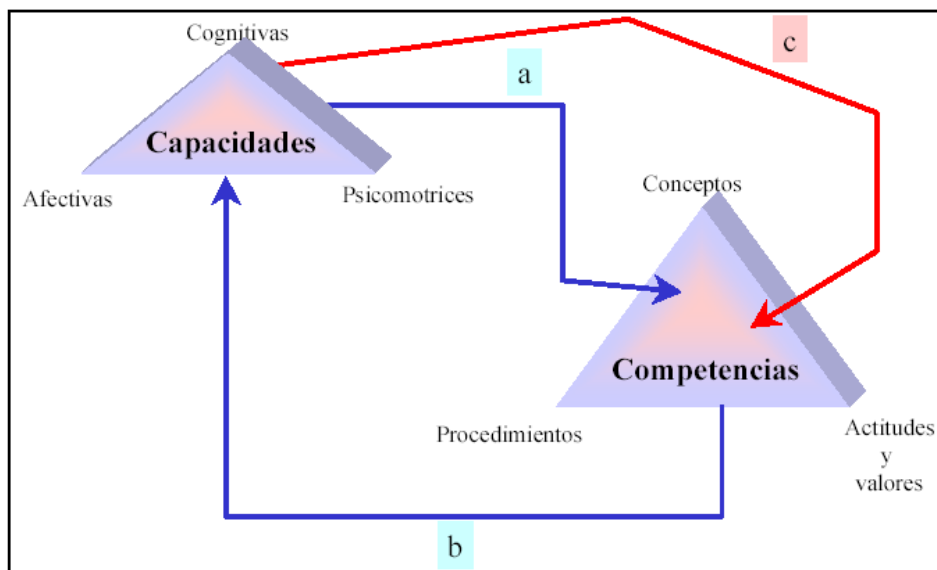 Cognitivas
c
a
Capacidades
Afectivas
Psicomotrices
Conceptos
Competencias
Procedimientos
Actitudes
y
valores
b